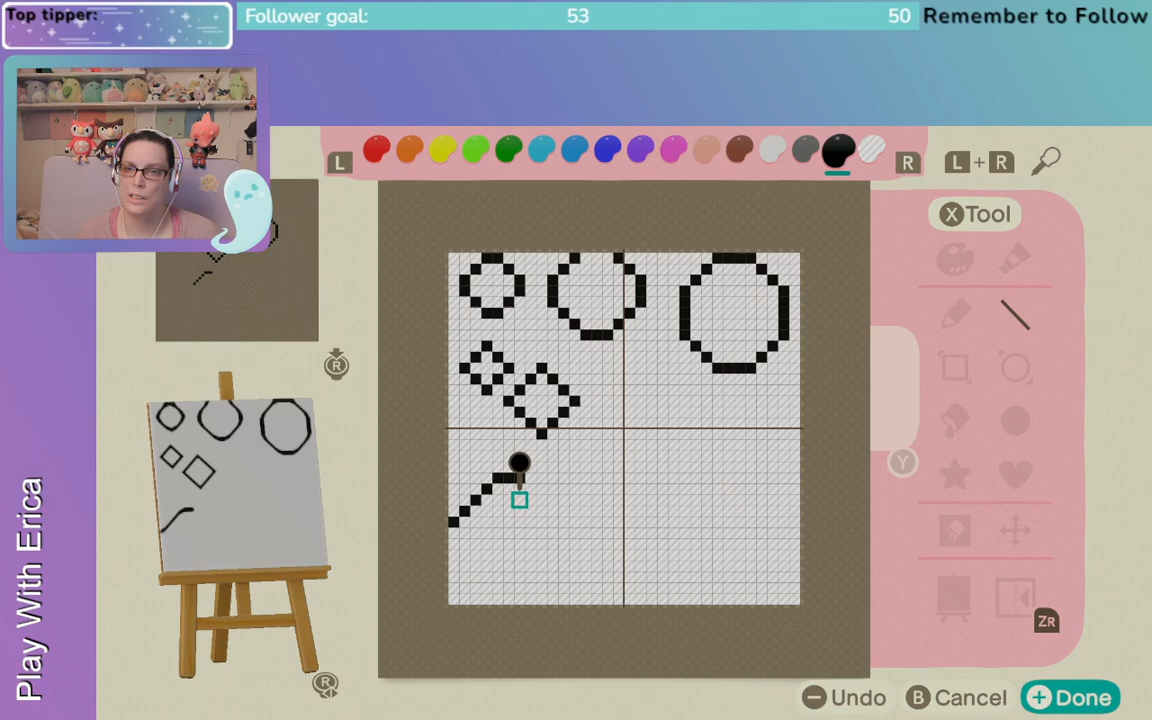 Top tipper:
Follower goal: 53 50
Remember to Follow
L
R
L + R
X Tool
R
Y
ZR
R
Play With Erica
− Undo
B Cancel
+ Done